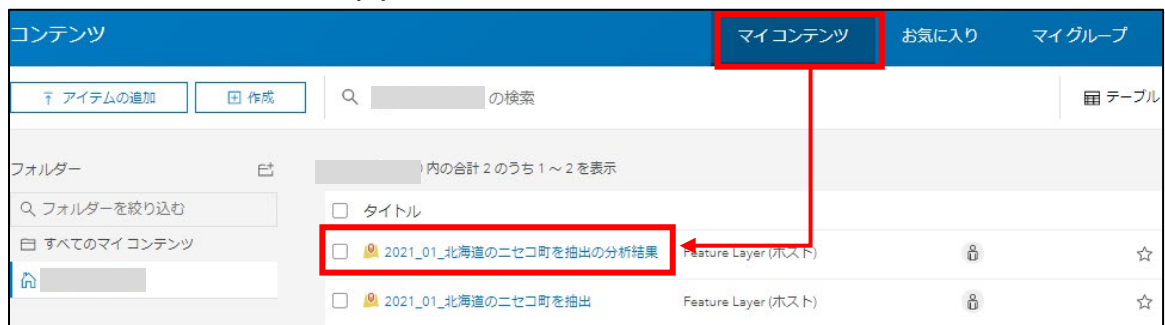 コンテンツ マイ コンテンツ お気に入り マイ グループ
アイテムの追加 作成 の検索 テーブル
フォルダー 内の合計 2 のうち 1 ~ 2 を表示
フォルダーを絞り込む タイトル
すべてのマイ コンテンツ 2021_01_北海道のニセコ町を抽出の分析結果 Feature Layer (ホスト)
2021_01_北海道のニセコ町を抽出 Feature Layer (ホスト)